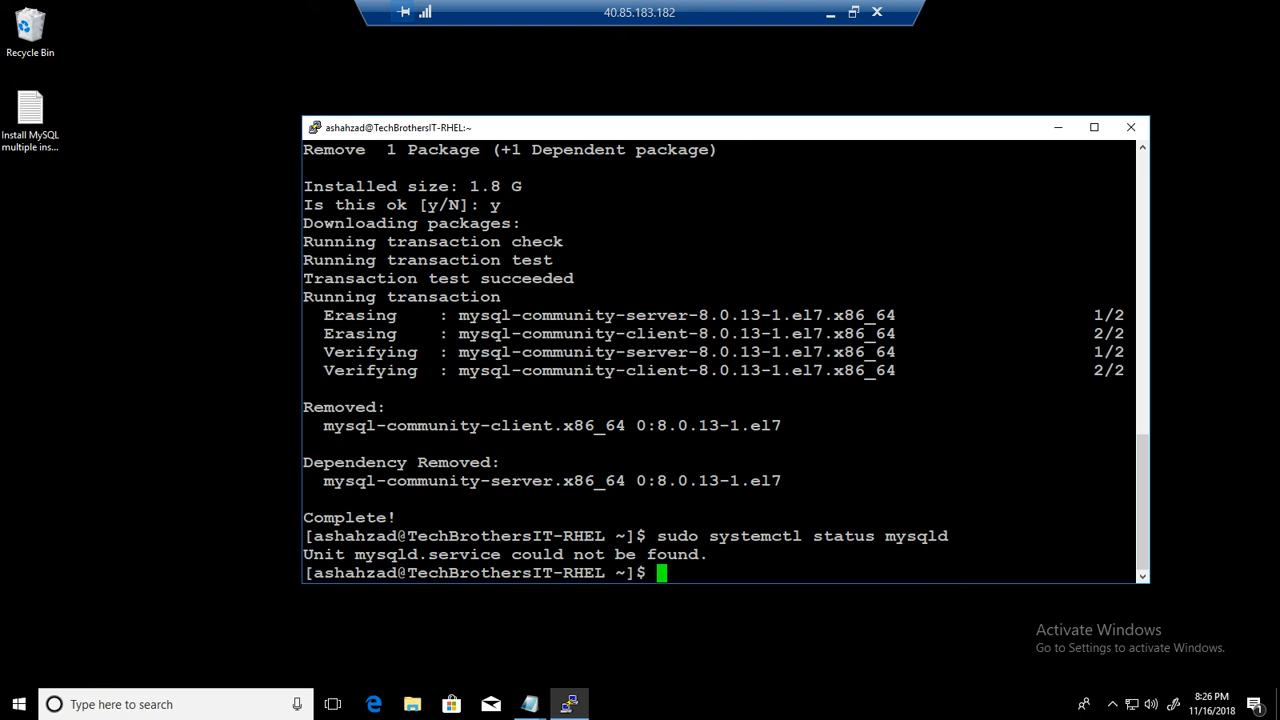 40.85.183.182
Recycle Bin
Install MySQL
multiple ins...
ashahzad@TechBrothersIT-RHEL:~
Remove  1 Package (+1 Dependent package)
Installed size: 1.8 G
Is this ok [y/N]: y
Downloading packages:
Running transaction check
Running transaction test
Transaction test succeeded
Running transaction
  Erasing    : mysql-community-server-8.0.13-1.el7.x86_64    1/2
  Erasing    : mysql-community-client-8.0.13-1.el7.x86_64    2/2
  Verifying  : mysql-community-server-8.0.13-1.el7.x86_64    1/2
  Verifying  : mysql-community-client-8.0.13-1.el7.x86_64    2/2
Removed:
  mysql-community-client.x86_64 0:8.0.13-1.el7
Dependency Removed:
  mysql-community-server.x86_64 0:8.0.13-1.el7
Complete!
[ashahzad@TechBrothersIT-RHEL ~]$ sudo systemctl status mysqld
Unit mysqld.service could not be found.
[ashahzad@TechBrothersIT-RHEL ~]$
Activate Windows
Go to Settings to activate Windows.
Type here to search
8:26 PM
11/16/2018
1